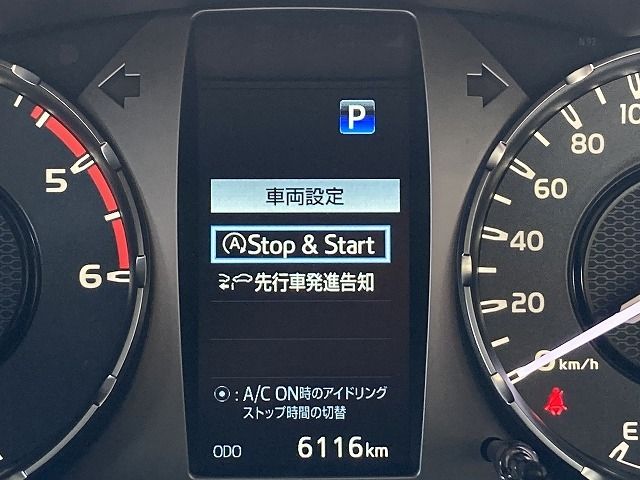 P
車両設定
Stop & Start
先行車発進告知
: A/C ON時のアイドリング
ストップ時間の切替
ODO 6116km
5
6
100
80
60
40
20
0 km/h
E